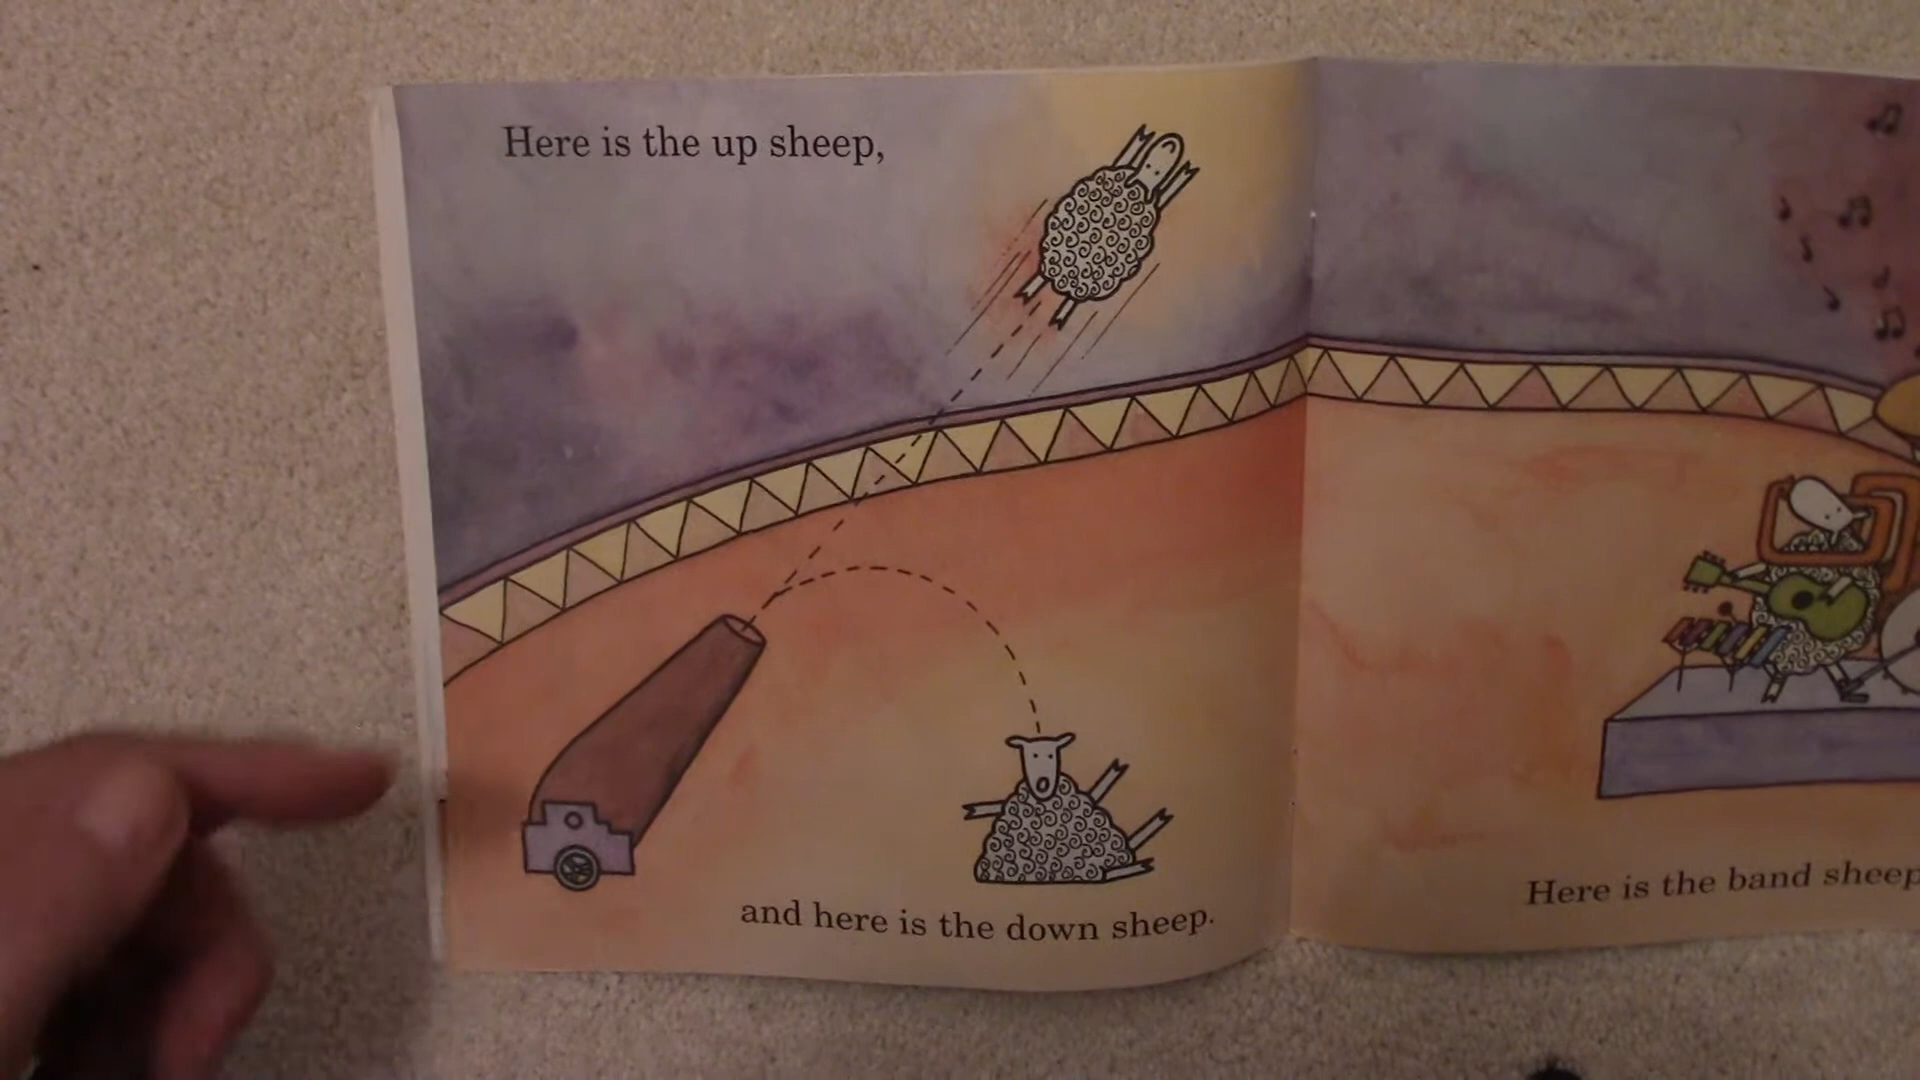 Here is the up sheep,
and here is the down sheep.
Here is the band sheep